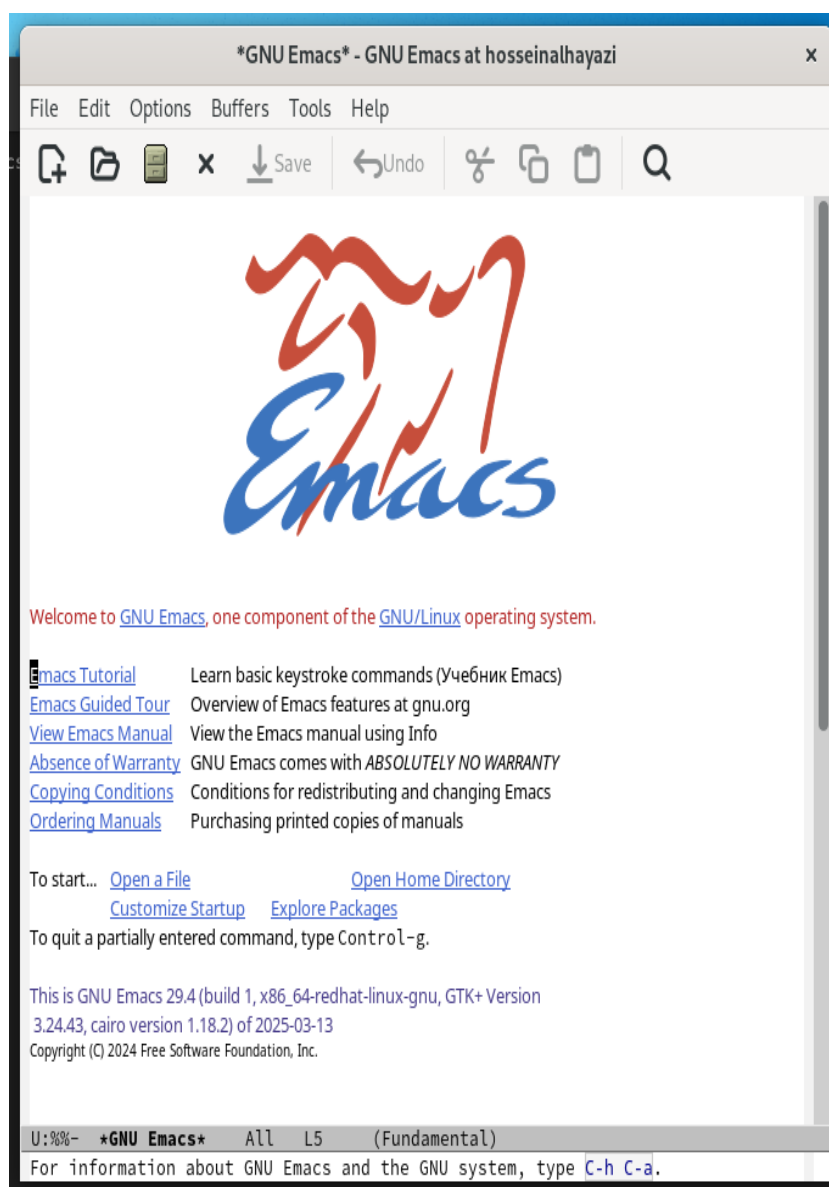 *GNU Emacs* - GNU Emacs at hosseinalhayazi x
File Edit Options Buffers Tools Help
Save Undo
Emacs
Welcome to GNU Emacs, one component of the GNU/Linux operating system.
Emacs Tutorial Learn basic keystroke commands (Учебник Emacs)
Emacs Guided Tour Overview of Emacs features at gnu.org
View Emacs Manual View the Emacs manual using Info
Absence of Warranty GNU Emacs comes with ABSOLUTELY NO WARRANTY
Copying Conditions Conditions for redistributing and changing Emacs
Ordering Manuals Purchasing printed copies of manuals
To start... Open a File Open Home Directory
Customize Startup Explore Packages
To quit a partially entered command, type Control-g.
This is GNU Emacs 29.4 (build 1, x86_64-redhat-linux-gnu, GTK+ Version
3.24.43, cairo version 1.18.2) of 2025-03-13
Copyright (C) 2024 Free Software Foundation, Inc.
U:%%- *GNU Emacs* All L5 (Fundamental)
For information about GNU Emacs and the GNU system, type C-h C-a.